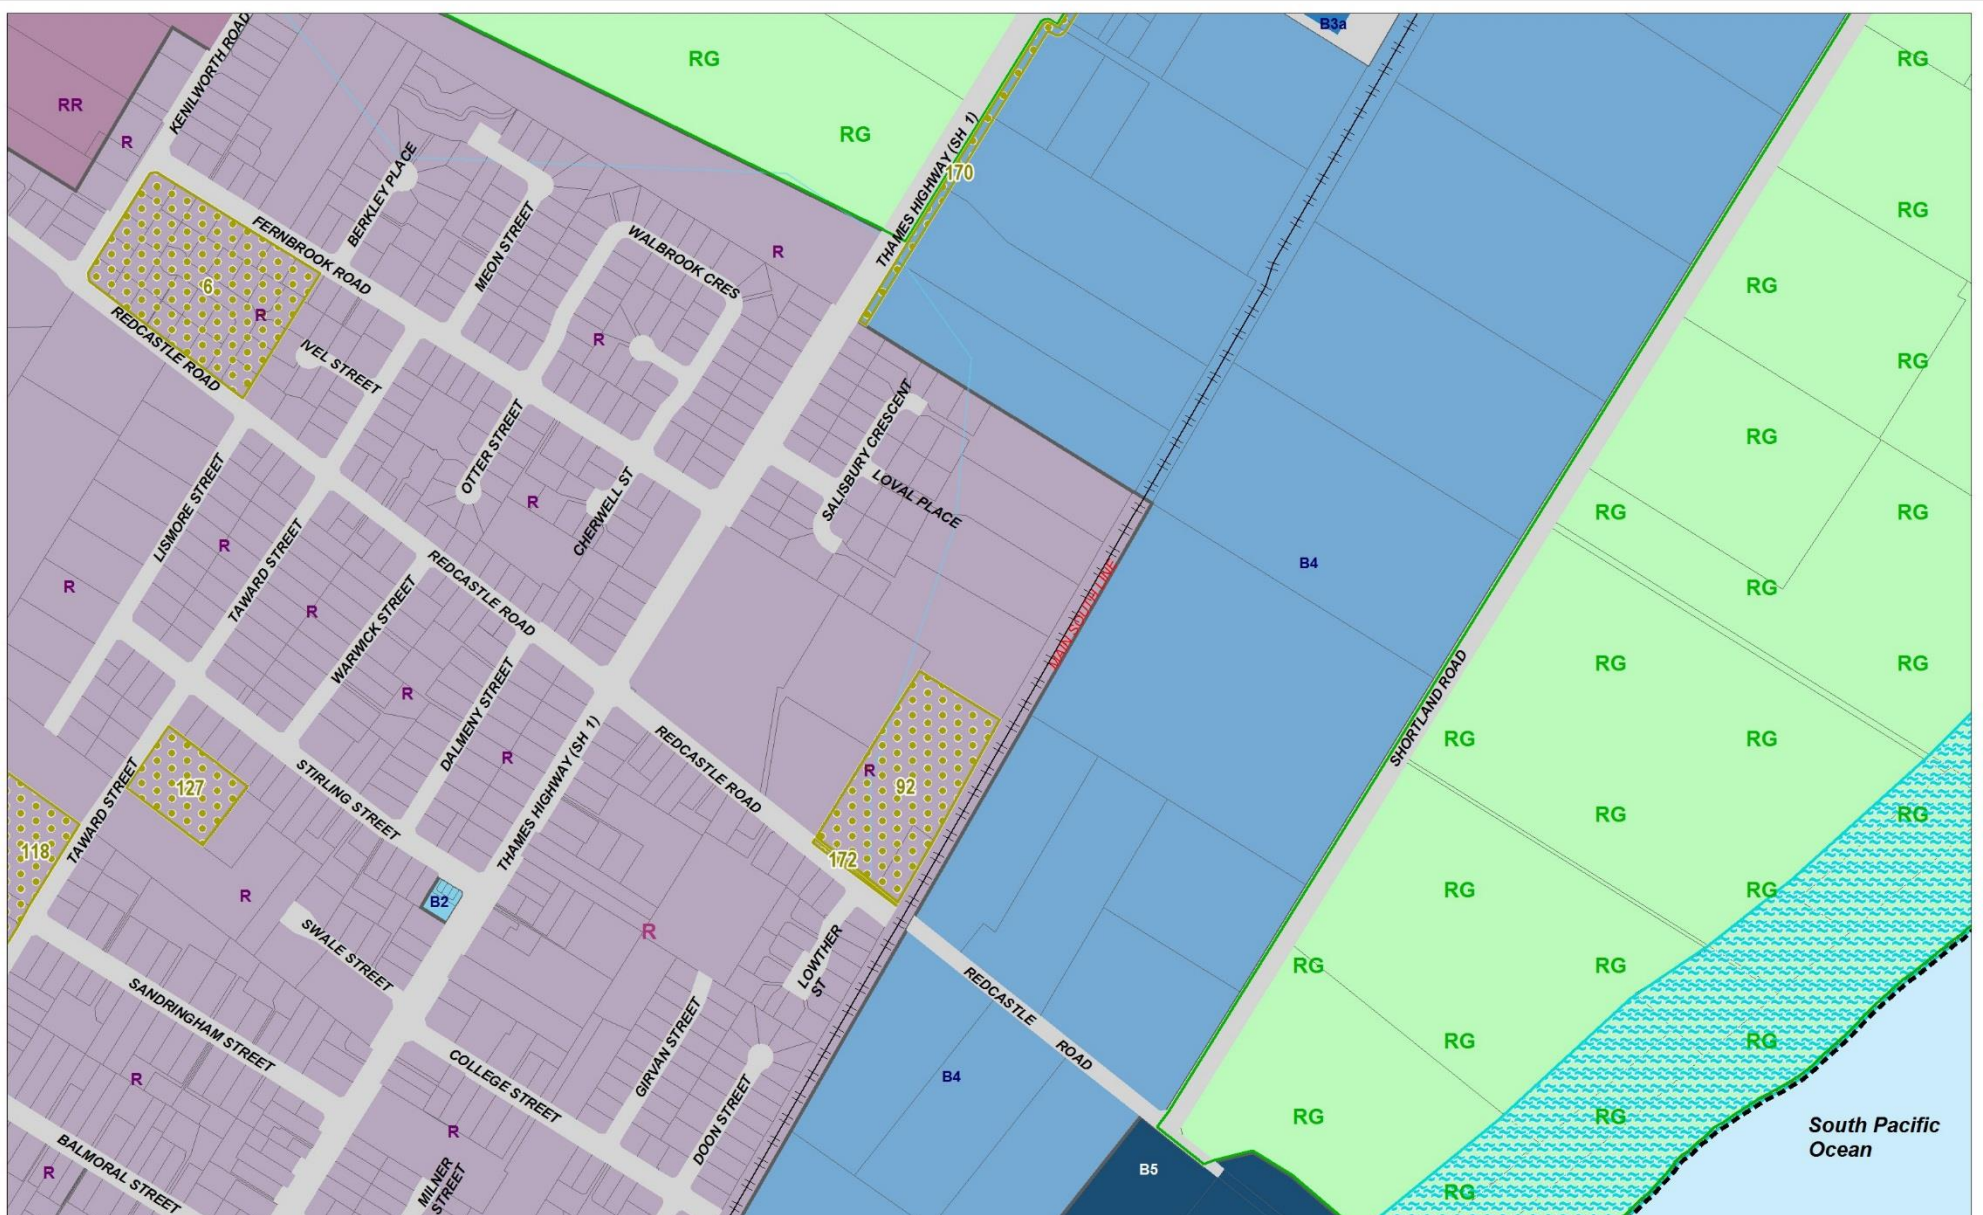 B3a
KENILWORTH ROAD
RG
RG
RR
THAMES HIGHWAY (SH 1)
RG
R
BERKLEY PLACE
170
FERNBROOK ROAD
MEON STREET
WALBROOK CRES
R
RG
6
R
RG
REDCASTLE ROAD
IVEL STREET
R
RG
OTTER STREET
SALISBURY CRESCENT
RG
LISMORE STREET
R
CHERWELL ST
LOVAL PLACE
RG
RG
R
TAWARD STREET
REDCASTLE ROAD
MAIN SOUTH LINE
B4
R
R
WARWICK STREET
RG
RG
RG
R
DALMENY STREET
SHORTLAND ROAD
R
THAMES HIGHWAY (SH 1)
REDCASTLE ROAD
R
RG
RG
127
STIRLING STREET
92
RG
RG
118
TAWARD STREET
172
R
B2
RG
RG
SWALE STREET
R
LOWTHER
ST
RG
RG
SANDRINGHAM STREET
REDCASTLE
ROAD
GIRVAN STREET
RG
RG
R
COLLEGE STREET
DOON STREET
B4
RG
RG
South Pacific
Ocean
BALMORAL STREET
R
R
MILNER
STREET
B5
RG